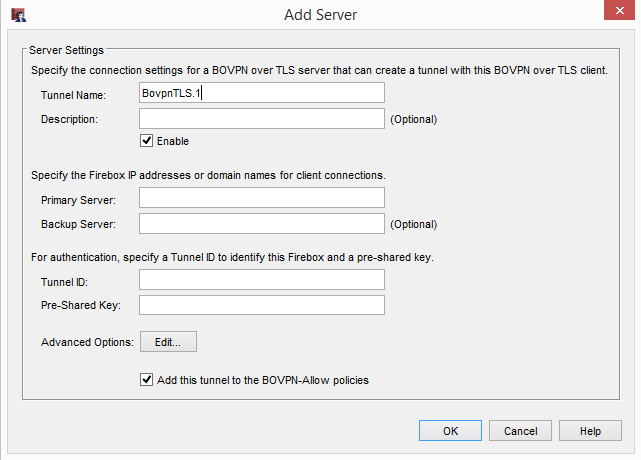 Add Server
Server Settings
Specify the connection settings for a BOVPN over TLS server that can create a tunnel with this BOVPN over TLS client.
Tunnel Name: BovpnTLS.1
Description: (Optional)
Enable
Specify the Firebox IP addresses or domain names for client connections.
Primary Server:
Backup Server: (Optional)
For authentication, specify a Tunnel ID to identify this Firebox and a pre-shared key.
Tunnel ID:
Pre-Shared Key:
Advanced Options: Edit...
Add this tunnel to the BOVPN-Allow policies
OK Cancel Help